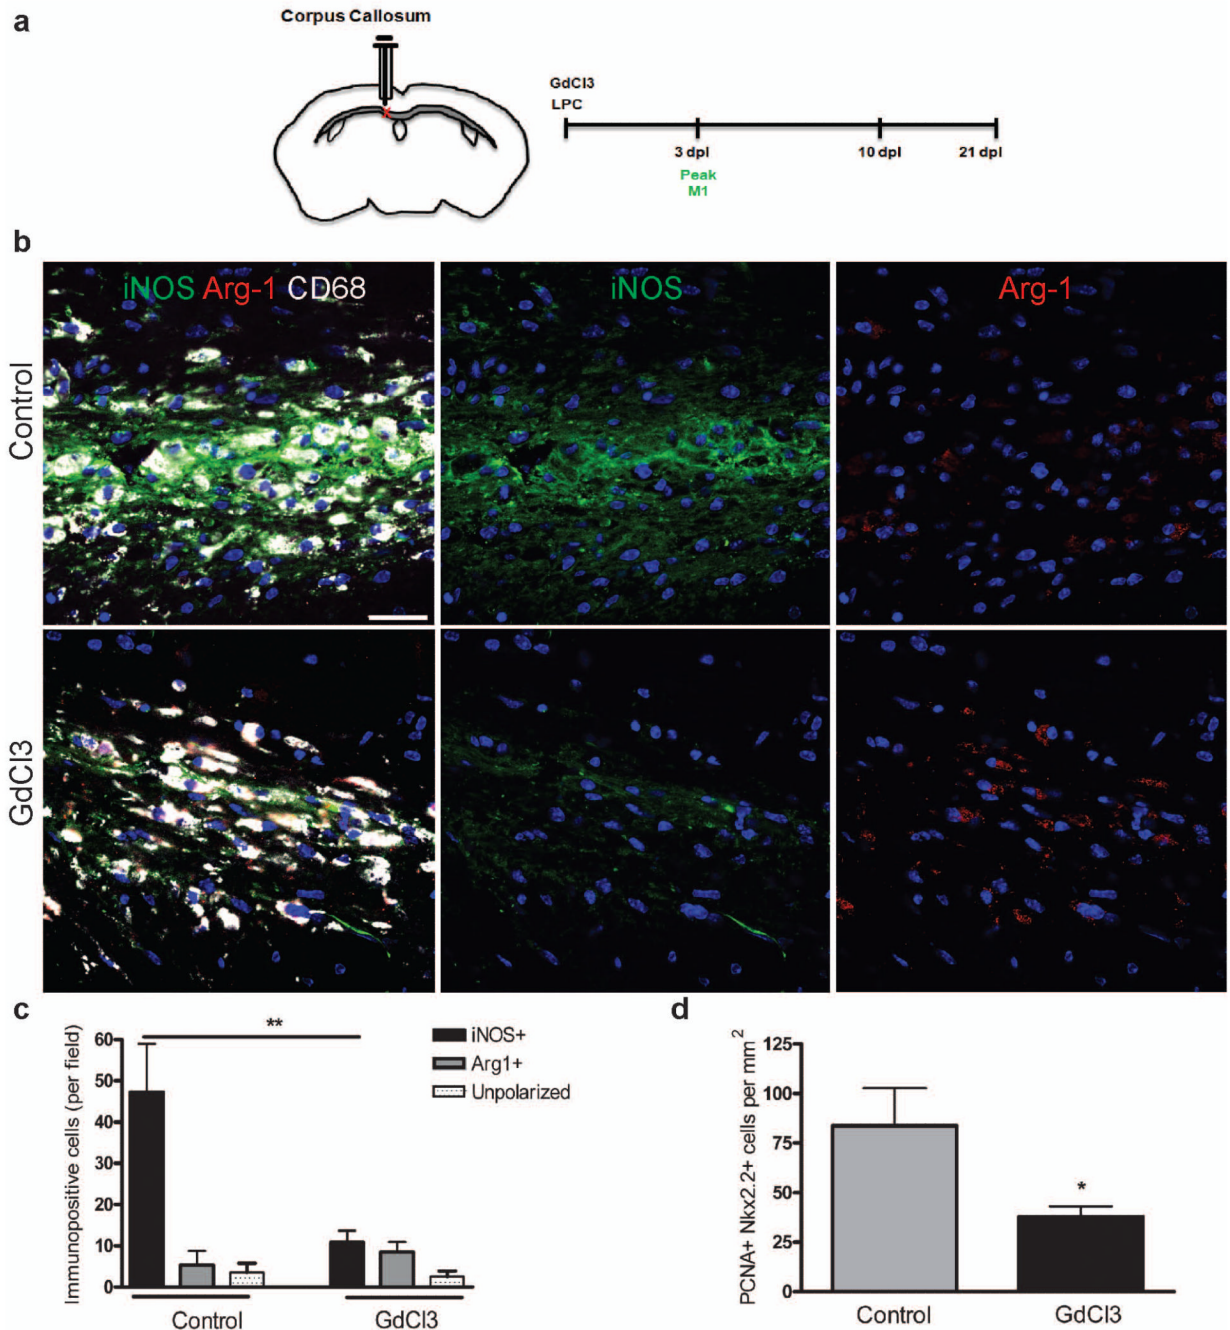 a
Corpus Callosum
GdCl3
LPC
3 dpl
10 dpl
21 dpl
Peak
M1
b
iNOS Arg-1 CD68
iNOS
Arg-1
Control
GdCl3
c
**
Immunopositive cells (per field)
60
50
40
30
20
10
0
iNOS+
Arg1+
Unpolarized
Control
GdCl3
d
PCNA+ Nkx2.2+ cells per mm2
125
100
75
50
25
0
*
Control
GdCl3